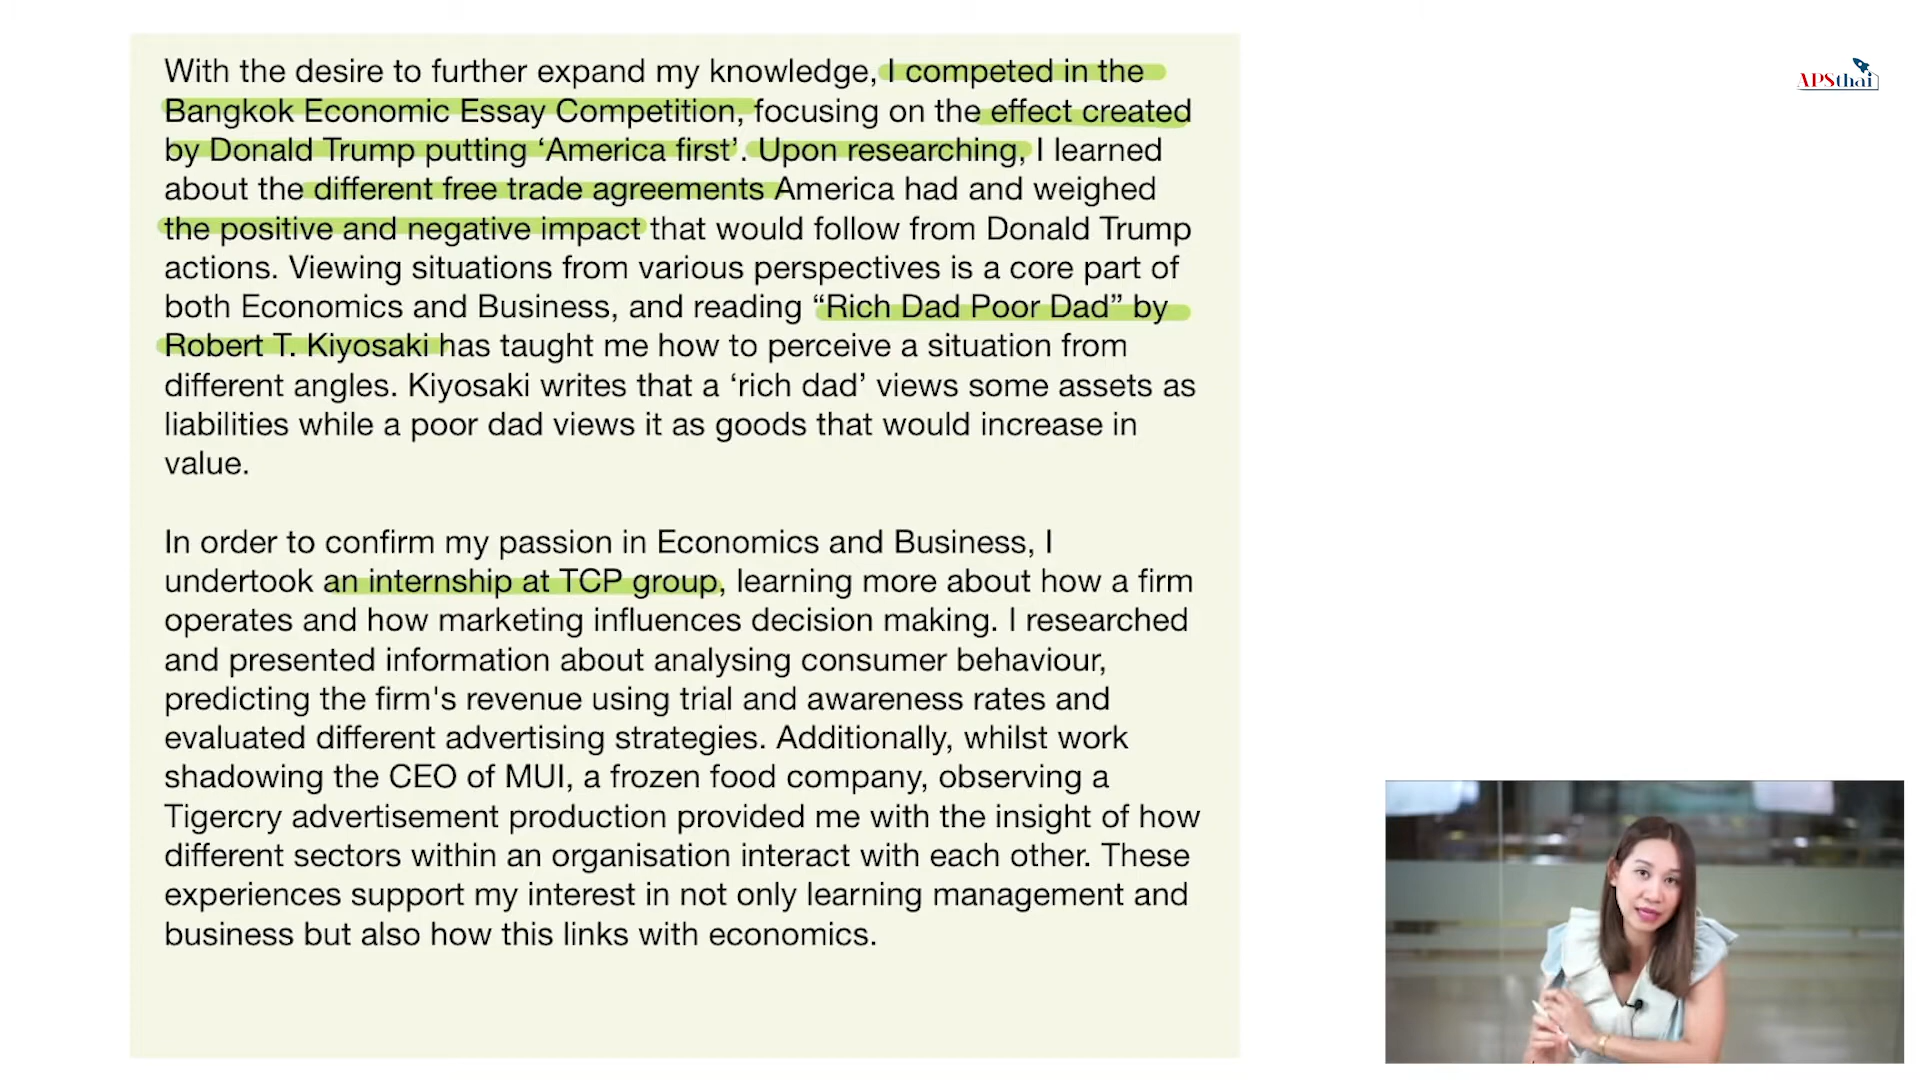 With the desire to further expand my knowledge, I competed in the
Bangkok Economic Essay Competition, focusing on the effect created
by Donald Trump putting ‘America first’. Upon researching, I learned
about the different free trade agreements America had and weighed
the positive and negative impact that would follow from Donald Trump
actions. Viewing situations from various perspectives is a core part of
both Economics and Business, and reading “Rich Dad Poor Dad” by
Robert T. Kiyosaki has taught me how to perceive a situation from
different angles. Kiyosaki writes that a ‘rich dad’ views some assets as
liabilities while a poor dad views it as goods that would increase in
value.
In order to confirm my passion in Economics and Business, I
undertook an internship at TCP group, learning more about how a firm
operates and how marketing influences decision making. I researched
and presented information about analysing consumer behaviour,
predicting the firm's revenue using trial and awareness rates and
evaluated different advertising strategies. Additionally, whilst work
shadowing the CEO of MUI, a frozen food company, observing a
Tigercry advertisement production provided me with the insight of how
different sectors within an organisation interact with each other. These
experiences support my interest in not only learning management and
business but also how this links with economics.
APSthai